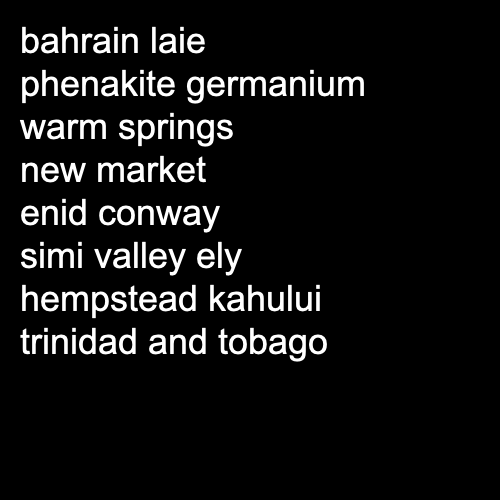 bahrain laie
phenakite germanium
warm springs
new market
enid conway
simi valley ely
hempstead kahului
trinidad and tobago